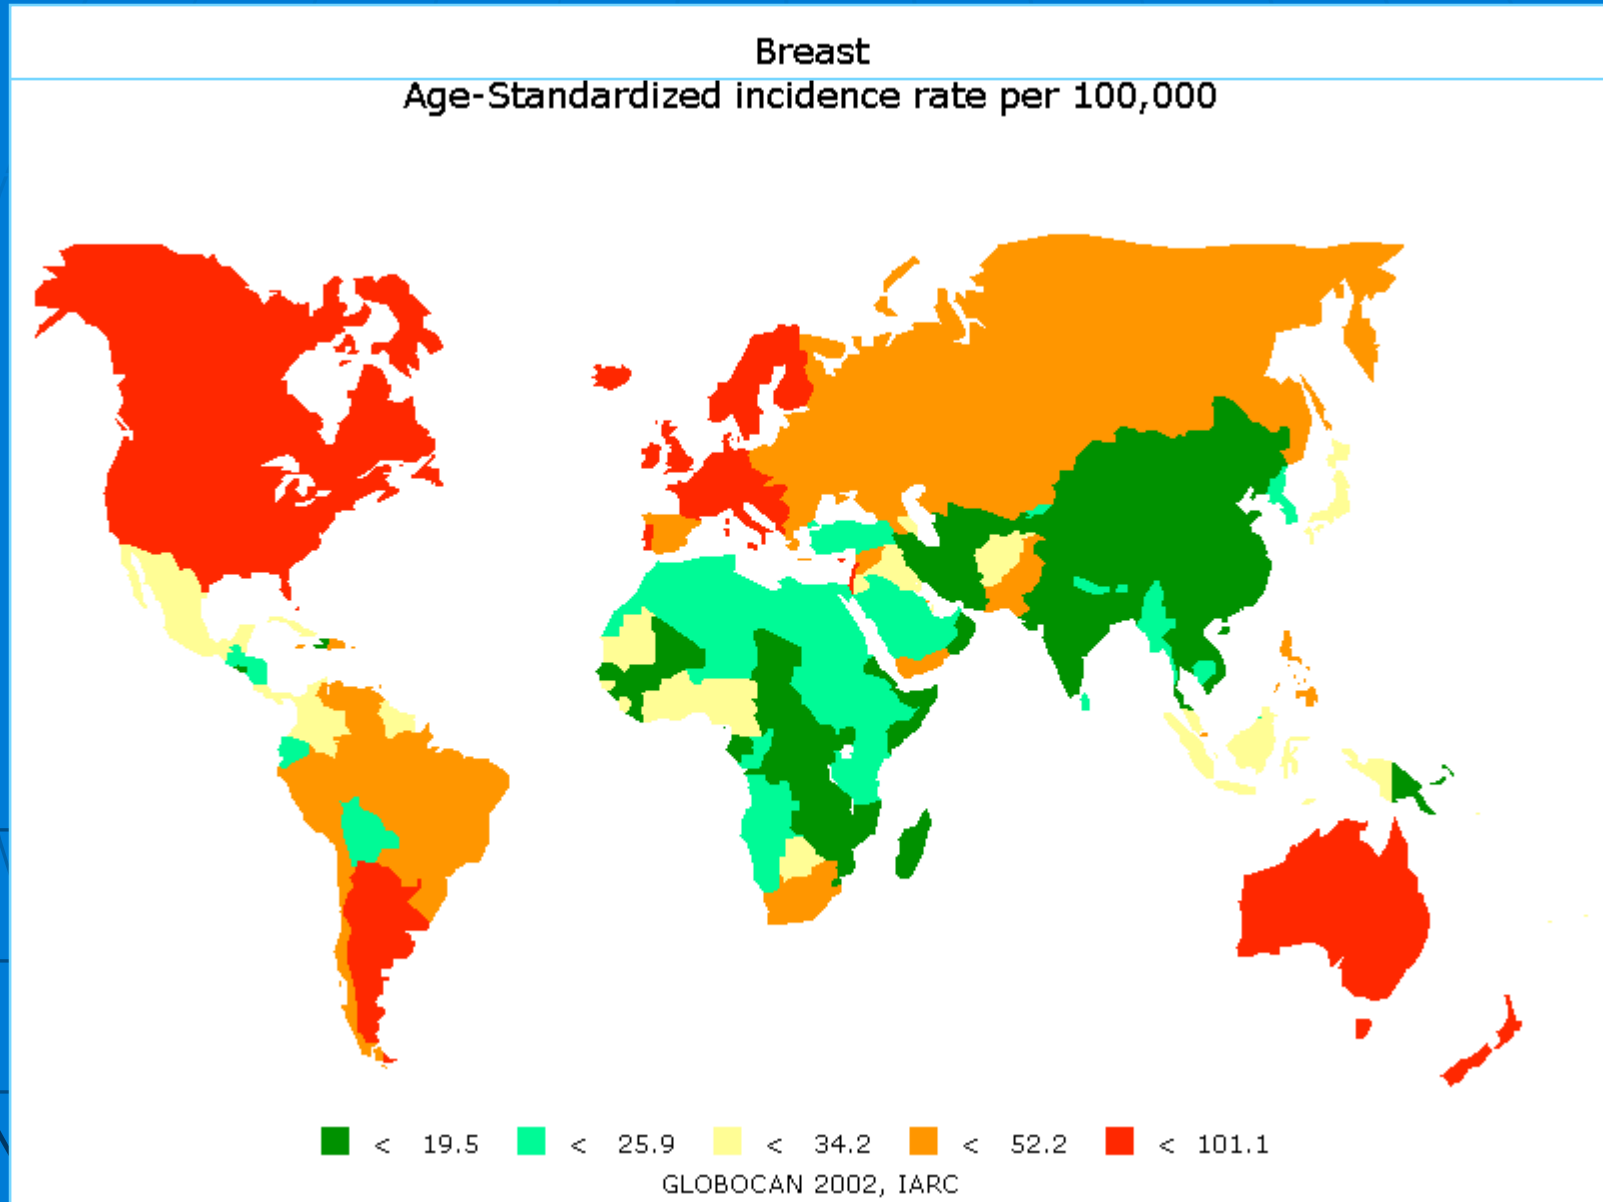 Breast
Age-Standardized incidence rate per 100,000
< 19.5 < 25.9 < 34.2 < 52.2 < 101.1
GLOBOCAN 2002, IARC